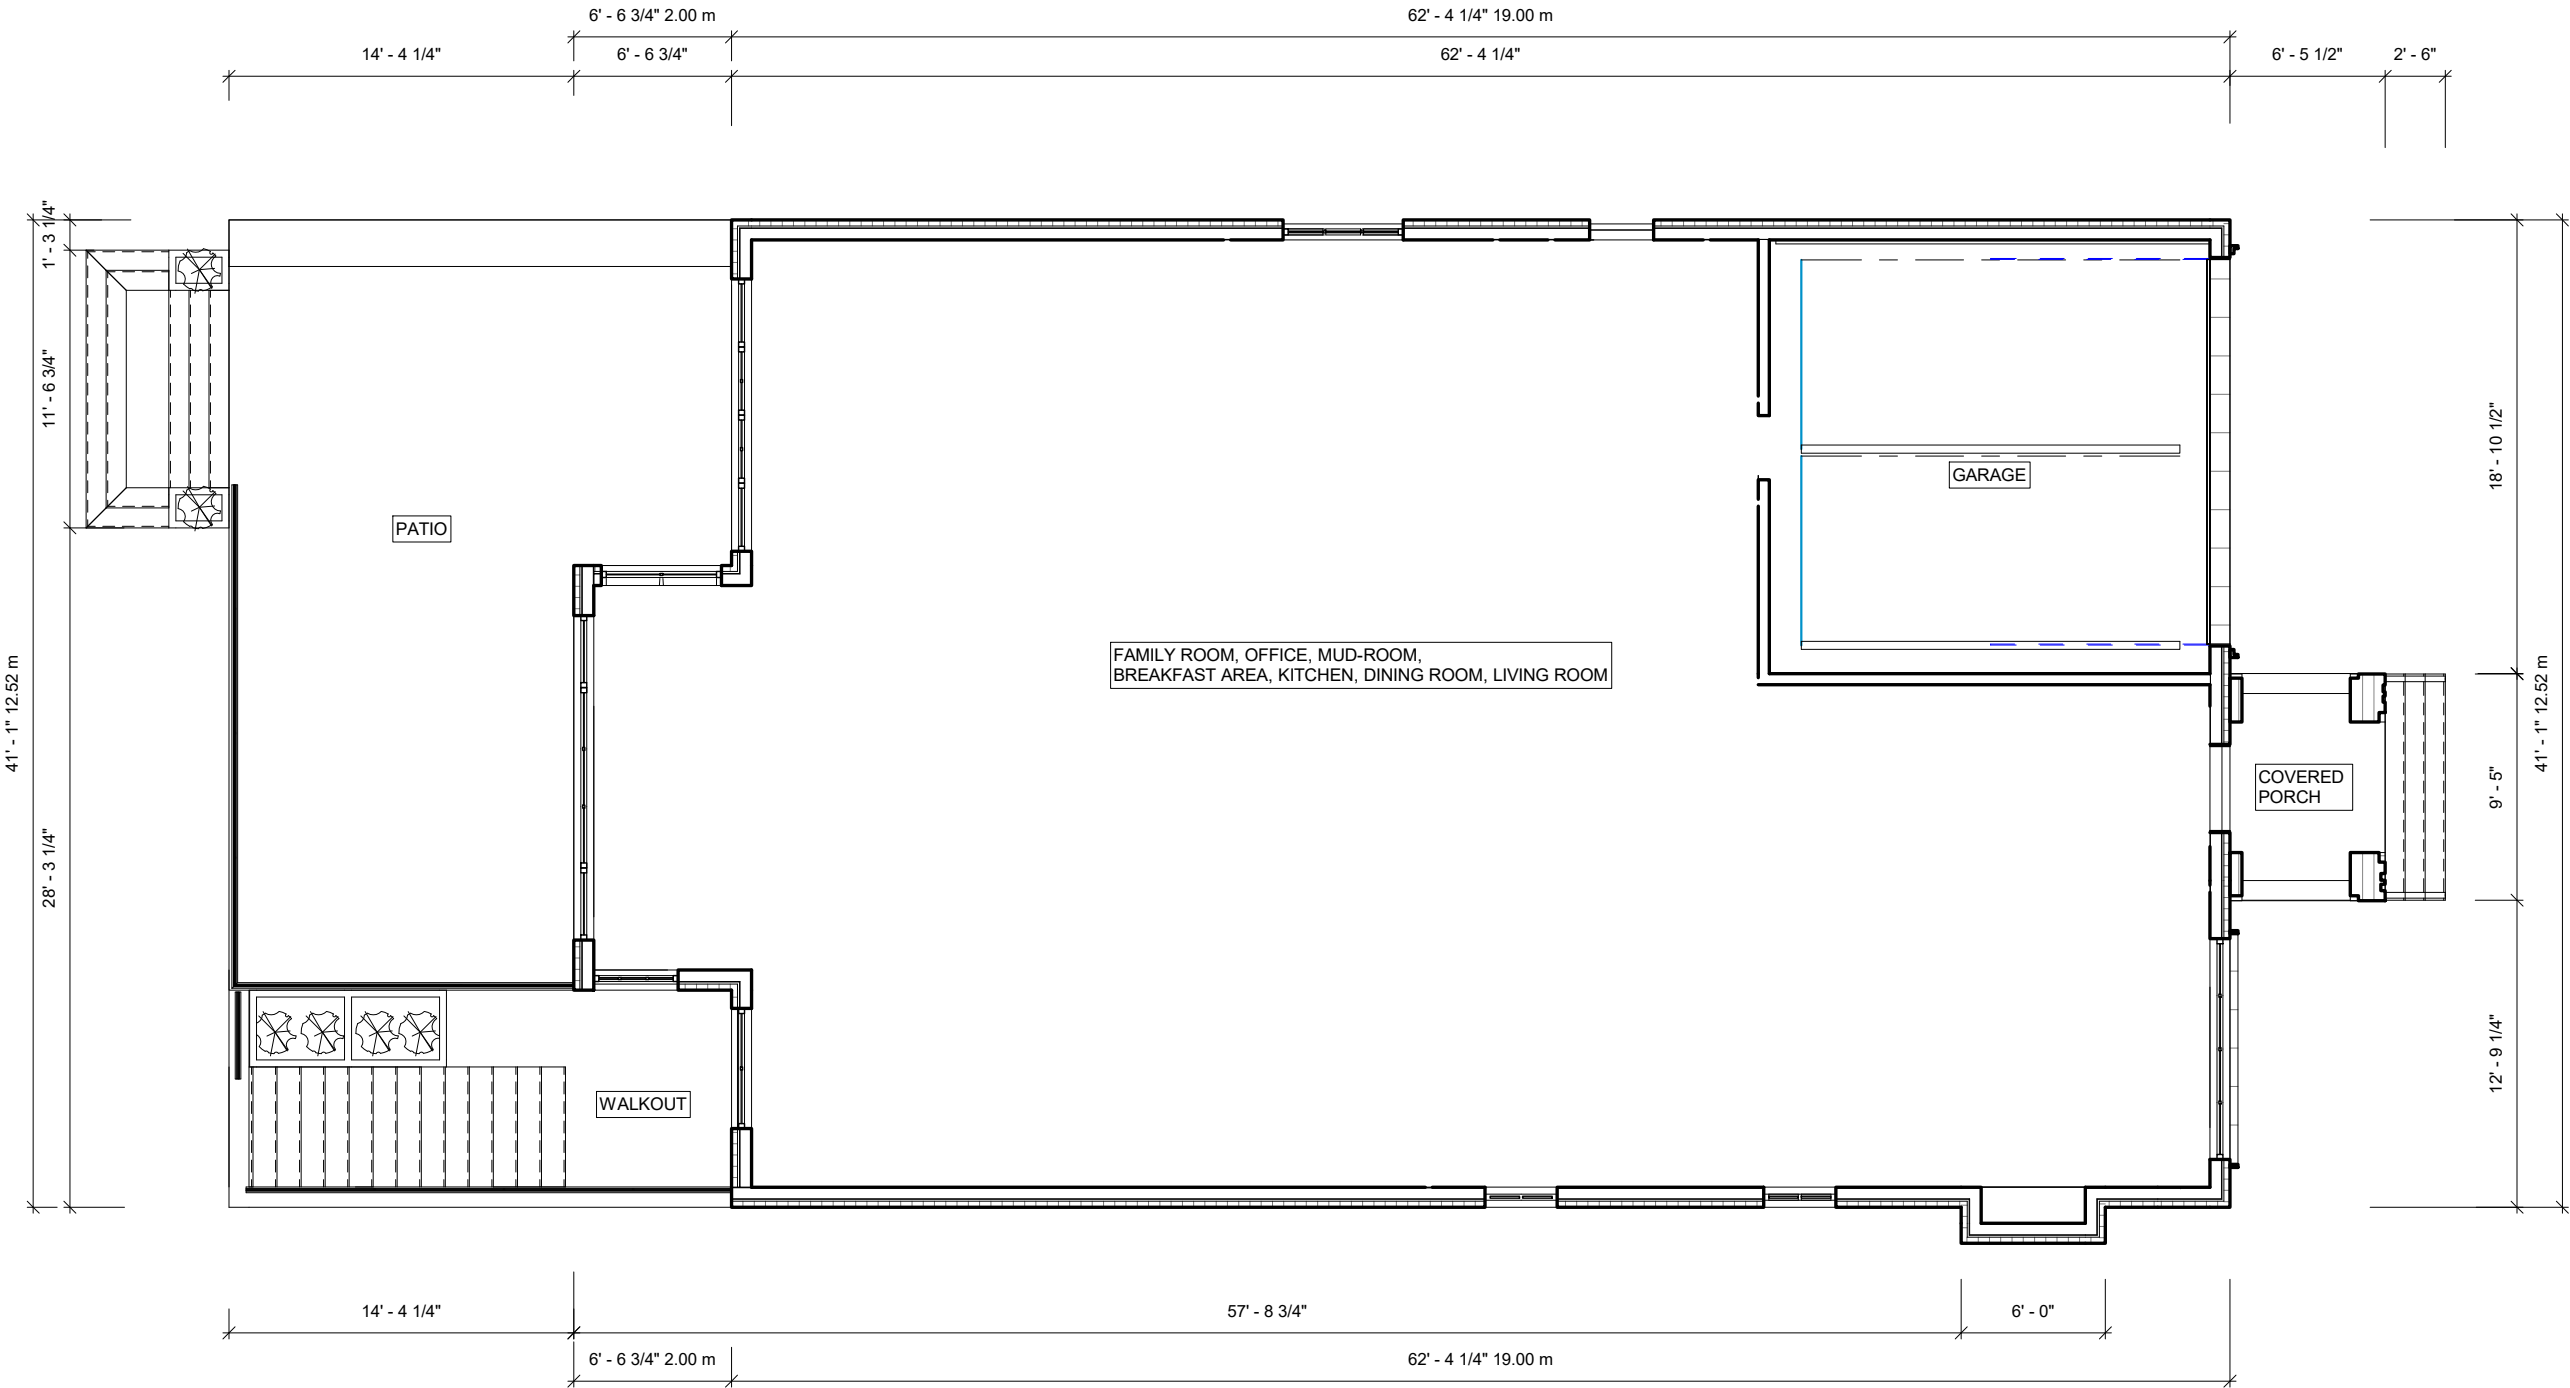 6' - 6 3/4" 2.00 m
62' - 4 1/4" 19.00 m
14' - 4 1/4"
6' - 6 3/4"
62' - 4 1/4"
6' - 5 1/2"
2' - 6"
1' - 3 1/4"
11' - 6 3/4"
28' - 3 1/4"
41' - 1" 12.52 m
PATIO
GARAGE
FAMILY ROOM, OFFICE, MUD-ROOM,
BREAKFAST AREA, KITCHEN, DINING ROOM, LIVING ROOM
COVERED
PORCH
WALKOUT
18' - 10 1/2"
9' - 5"
12' - 9 1/4"
41' - 1" 12.52 m
14' - 4 1/4"
57' - 8 3/4"
6' - 0"
6' - 6 3/4" 2.00 m
62' - 4 1/4" 19.00 m